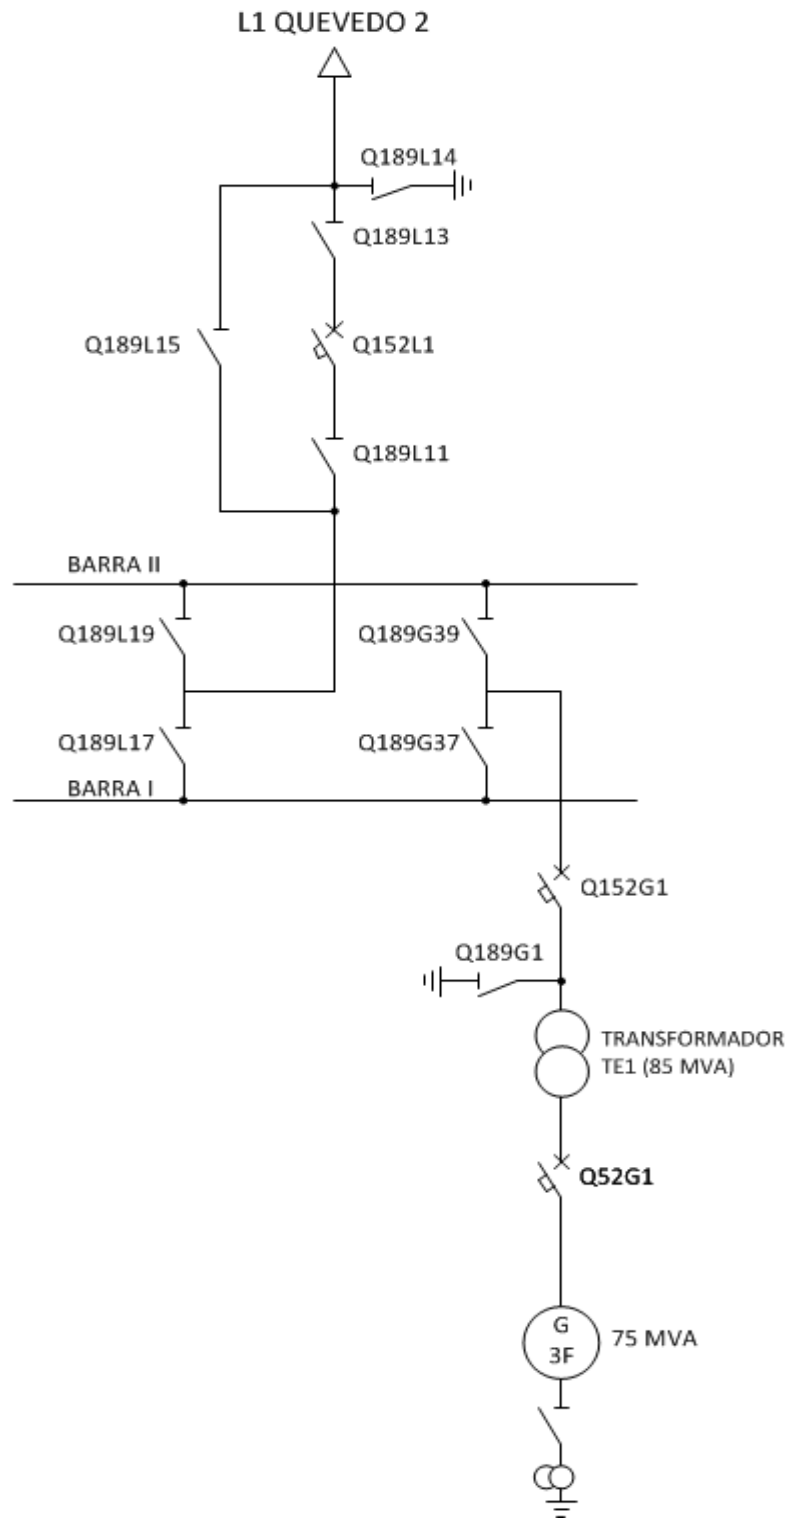 L1 QUEVEDO 2
Q189L14
Q189L13
Q189L15
Q152L1
Q189L11
BARRA II
Q189L19
Q189G39
Q189L17
Q189G37
BARRA I
Q152G1
Q189G1
TRANSFORMADOR
TE1 (85 MVA)
Q52G1
G
3F
75 MVA